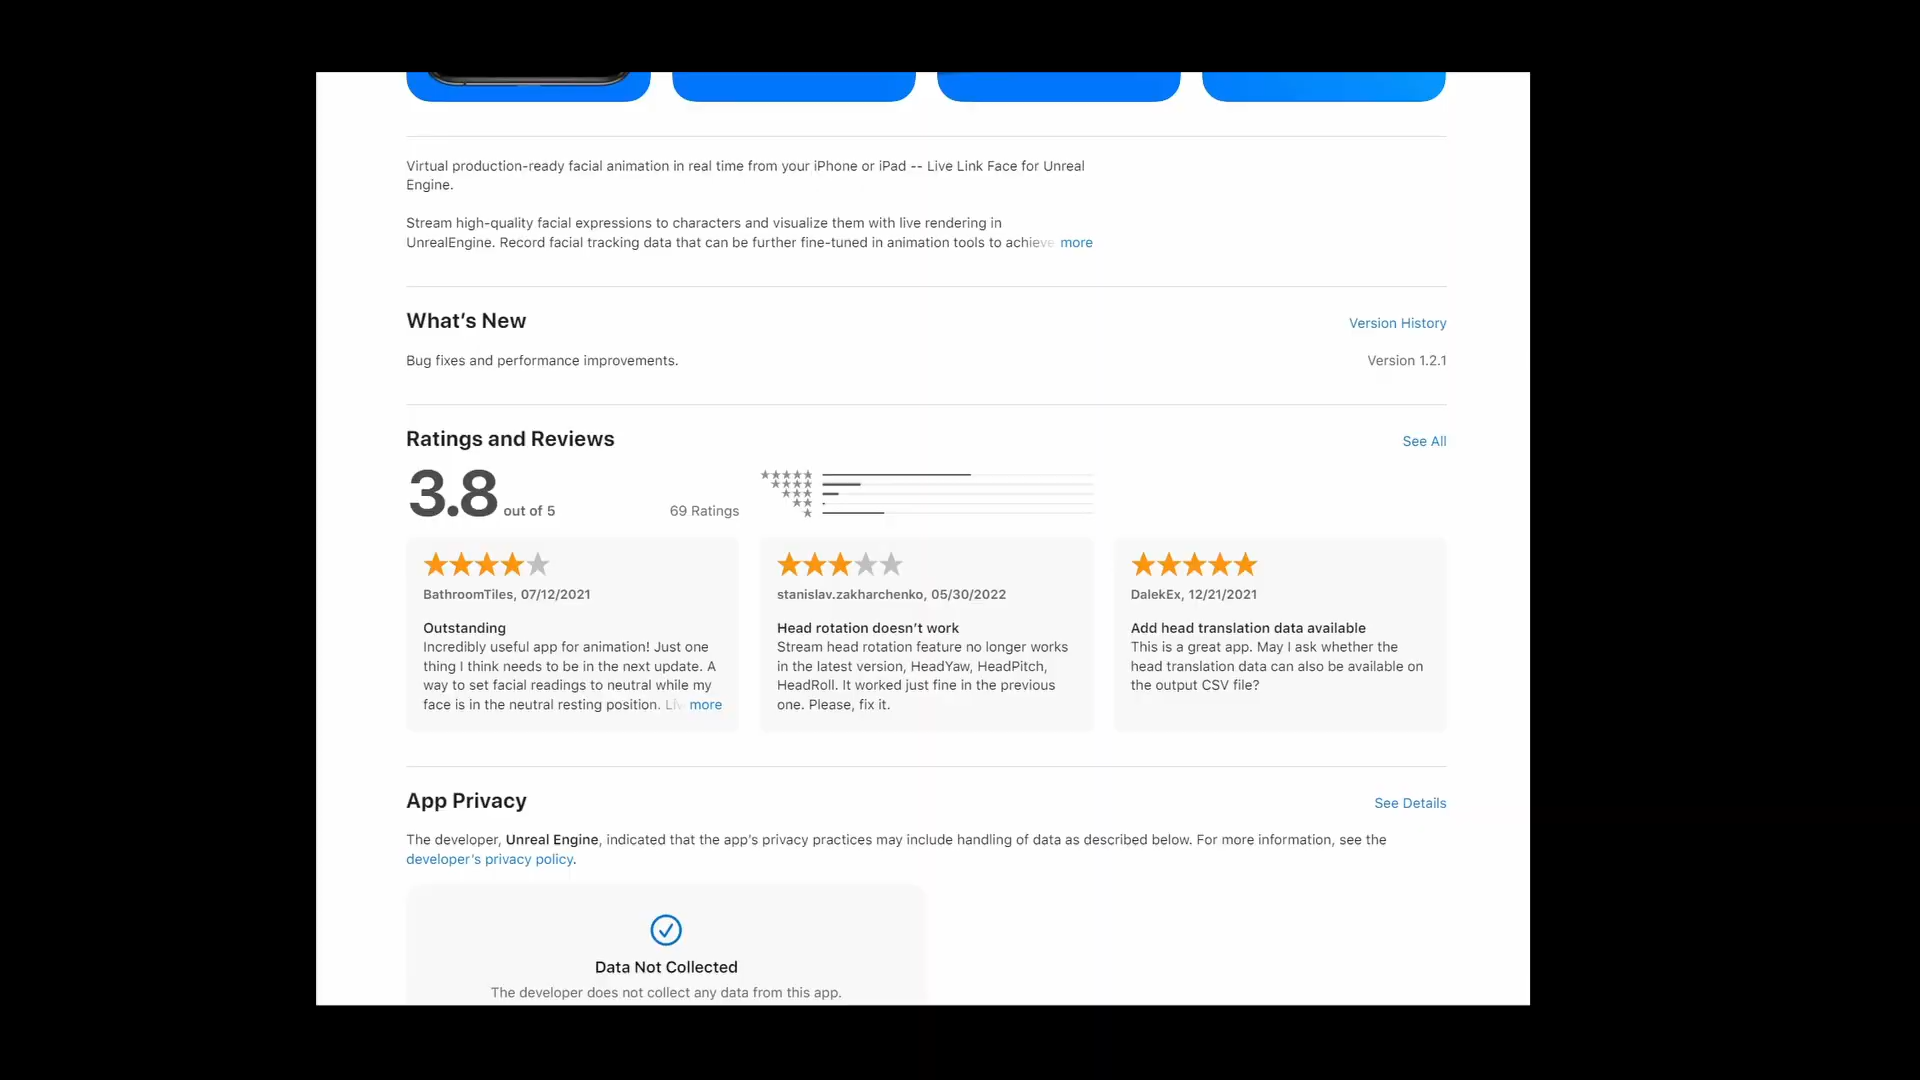 Virtual production-ready facial animation in real time from your iPhone or iPad -- Live Link Face for Unreal
Engine.
Stream high-quality facial expressions to characters and visualize them with live rendering in
UnrealEngine. Record facial tracking data that can be further fine-tuned in animation tools to achieve more
What's New
Version History
Bug fixes and performance improvements.
Version 1.2.1
Ratings and Reviews
See All
3.8 out of 5
69 Ratings
BathroomTiles, 07/12/2021
Outstanding
Incredibly useful app for animation! Just one
thing I think needs to be in the next update. A
way to set facial readings to neutral while my
face is in the neutral resting position. more
stanislav.zakharchenko, 05/30/2022
Head rotation doesn't work
Stream head rotation feature no longer works
in the latest version, HeadYaw, HeadPitch,
HeadRoll. It worked just fine in the previous
one. Please, fix it.
DalekEx, 12/21/2021
Add head translation data available
This is a great app. May I ask whether the
head translation data can also be available on
the output CSV file?
App Privacy
See Details
The developer, Unreal Engine, indicated that the app's privacy practices may include handling of data as described below. For more information, see the
developer's privacy policy.
Data Not Collected
The developer does not collect any data from this app.